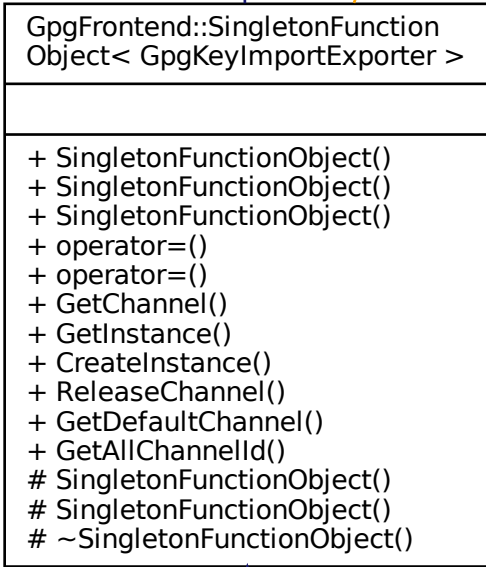 GpgFrontend::SingletonFunction
Object< GpgKeyImportExporter >
+ SingletonFunctionObject()
+ SingletonFunctionObject()
+ SingletonFunctionObject()
+ operator=()
+ operator=()
+ GetChannel()
+ GetInstance()
+ CreateInstance()
+ ReleaseChannel()
+ GetDefaultChannel()
+ GetAllChannelId()
# SingletonFunctionObject()
# SingletonFunctionObject()
# ~SingletonFunctionObject()